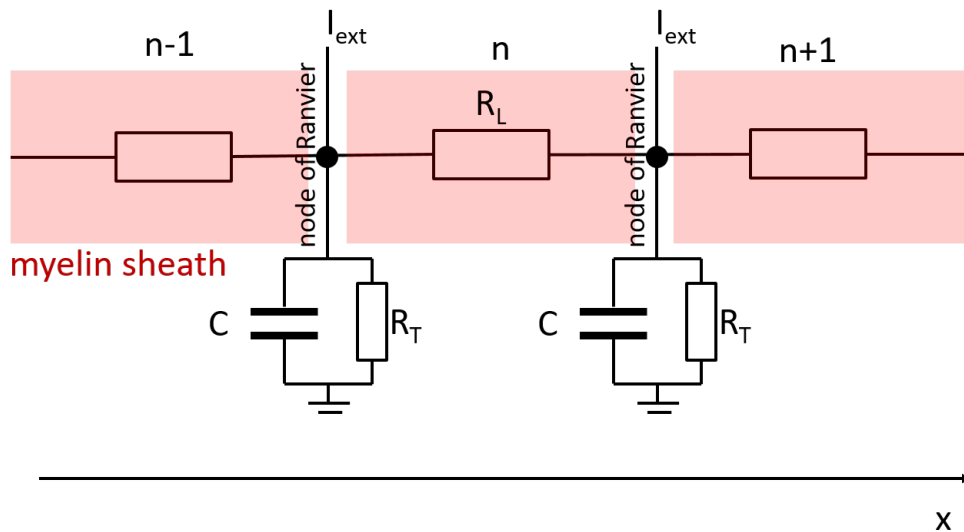 I_ext
I_ext
n-1
n
n+1
R_L
node of Ranvier
node of Ranvier
myelin sheath
C
R_T
C
R_T
x